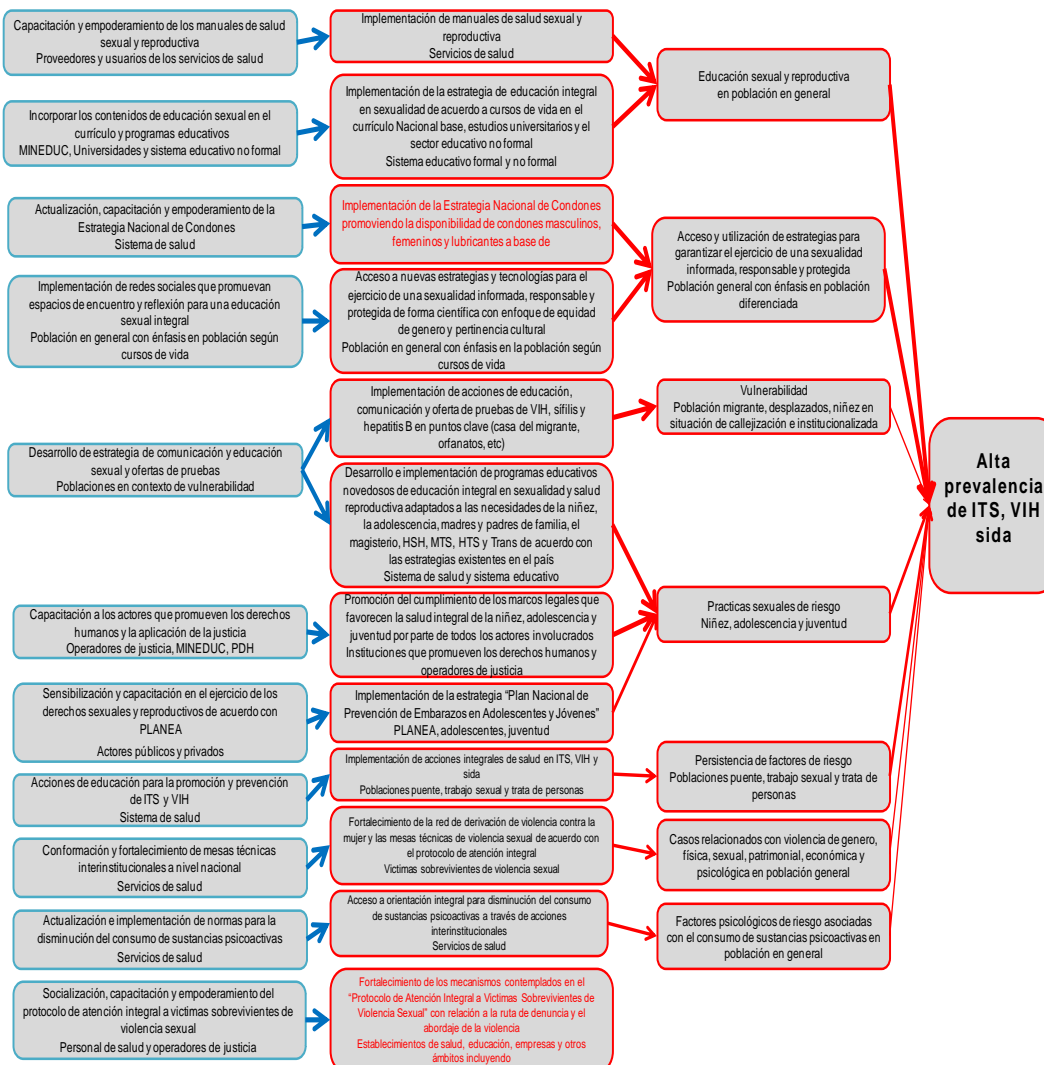 Capacitación y empoderamiento de los manuales de salud
sexual y reproductiva
Proveedores y usuarios de los servicios de salud
Implementación de manuales de salud sexual y
reproductiva
Servicios de salud
Educación sexual y reproductiva
en población en general
Incorporar los contenidos de educación sexual en el
currículo y programas educativos
MINEDUC, Universidades y sistema educativo no formal
Implementación de la estrategia de educación integral
en sexualidad de acuerdo a cursos de vida en el
currículo Nacional base, estudios universitarios y el
sector educativo no formal
Sistema educativo formal y no formal
Actualización, capacitación y empoderamiento de la
Estrategia Nacional de Condones
Sistema de salud
Implementación de la Estrategia Nacional de Condones
promoviendo la disponibilidad de condones masculinos,
femeninos y lubricantes a base de
Acceso y utilización de estrategias para
garantizar el ejercicio de una sexualidad
informada, responsable y protegida
Población general con énfasis en población
diferenciada
Implementación de redes sociales que promuevan
espacios de encuentro y reflexión para una educación
sexual integral
Población en general con énfasis en población según
cursos de vida
Acceso a nuevas estrategias y tecnologías para el
ejercicio de una sexualidad informada, responsable y
protegida de forma científica con enfoque de equidad
de genero y pertinencia cultural
Población en general con énfasis en la población según
cursos de vida
Desarrollo de estrategia de comunicación y educación
sexual y ofertas de pruebas
Poblaciones en contexto de vulnerabilidad
Implementación de acciones de educación,
comunicación y oferta de pruebas de VIH, sífilis y
hepatitis B en puntos clave (casa del migrante,
orfanatos, etc)
Vulnerabilidad
Población migrante, desplazados, niñez en
situación de callejización e institucionalizada
Desarrollo e implementación de programas educativos
novedosos de educación integral en sexualidad y salud
reproductiva adaptados a las necesidades de la niñez,
la adolescencia, madres y padres de familia, el
magisterio, HSH, MTS, HTS y Trans de acuerdo con
las estrategias existentes en el país
Sistema de salud y sistema educativo
Alta
prevalencia
de ITS, VIH
sida
Capacitación a los actores que promueven los derechos
humanos y la aplicación de la justicia
Operadores de justicia, MINEDUC, PDH
Promoción del cumplimiento de los marcos legales que
favorecen la salud integral de la niñez, adolescencia y
juventud por parte de todos los actores involucrados
Instituciones que promueven los derechos humanos y
operadores de justicia
Practicas sexuales de riesgo
Niñez, adolescencia y juventud
Sensibilización y capacitación en el ejercicio de los
derechos sexuales y reproductivos de acuerdo con
PLANEA
Actores públicos y privados
Implementación de la estrategia "Plan Nacional de
Prevención de Embarazos en Adolescentes y Jóvenes"
PLANEA, adolescentes, juventud
Acciones de educación para la promoción y prevención
de ITS y VIH
Sistema de salud
Implementación de acciones integrales de salud en ITS, VIH y
sida
Poblaciones puente, trabajo sexual y trata de personas
Persistencia de factores de riesgo
Poblaciones puente, trabajo sexual y trata de
personas
Conformación y fortalecimiento de mesas técnicas
interinstitucionales a nivel nacional
Servicios de salud
Fortalecimiento de la red de derivación de violencia contra la
mujer y las mesas técnicas de violencia sexual de acuerdo con
el protocolo de atención integral
Victimas sobrevivientes de violencia sexual
Casos relacionados con violencia de genero,
física, sexual, patrimonial, económica y
psicológica en población general
Actualización e implementación de normas para la
disminución del consumo de sustancias psicoactivas
Servicios de salud
Acceso a orientación integral para disminución del consumo
de sustancias psicoactivas a través de acciones
interinstitucionales
Servicios de salud
Factores psicológicos de riesgo asociadas
con el consumo de sustancias psicoactivas en
población en general
Socialización, capacitación y empoderamiento del
protocolo de atención integral a victimas sobrevivientes de
violencia sexual
Personal de salud y operadores de justicia
Fortalecimiento de los mecanismos contemplados en el
"Protocolo de Atención Integral a Victimas Sobrevivientes de
Violencia Sexual" con relación a la ruta de denuncia y el
abordaje de la violencia
Establecimientos de salud, educación, empresas y otros
ámbitos incluyendo